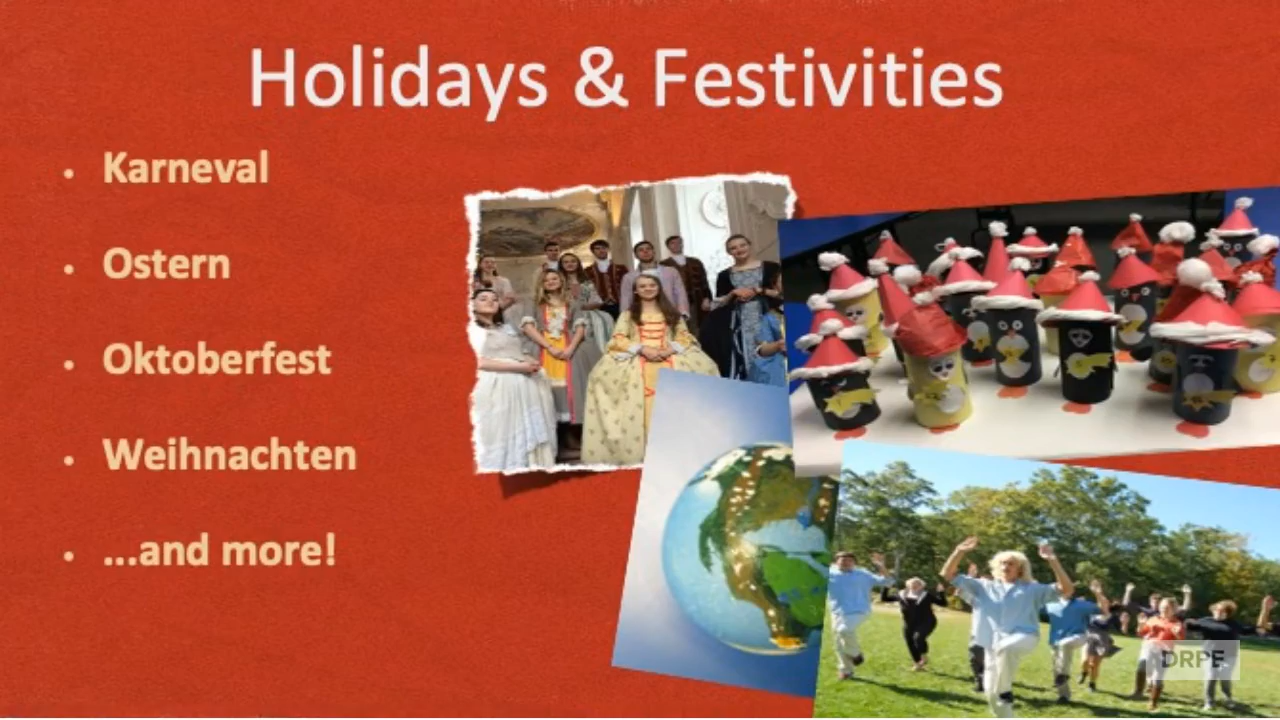 Holidays & Festivities
• Karneval
• Ostern
• Oktoberfest
• Weihnachten
• ...and more!
DRPE